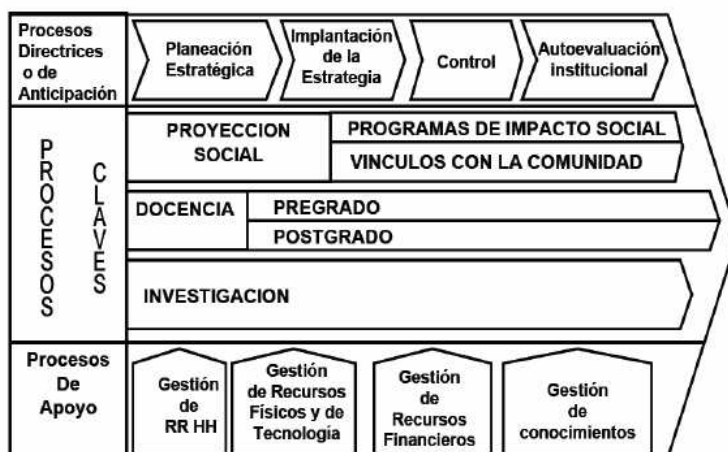 Procesos
Directrices
o de
Anticipación
Planeación
Estratégica
Implantación
de la
Estrategia
Control
Autoevaluación
institucional
PROCESOS
CLAVES
PROYECCION
SOCIAL
PROGRAMAS DE IMPACTO SOCIAL
VINCULOS CON LA COMUNIDAD
DOCENCIA
PREGRADO
POSTGRADO
INVESTIGACION
Procesos
De
Apoyo
Gestión
de
RR HH
Gestión
de Recursos
Físicos y de
Tecnología
Gestión
de
Recursos
Financieros
Gestión
de
conocimientos